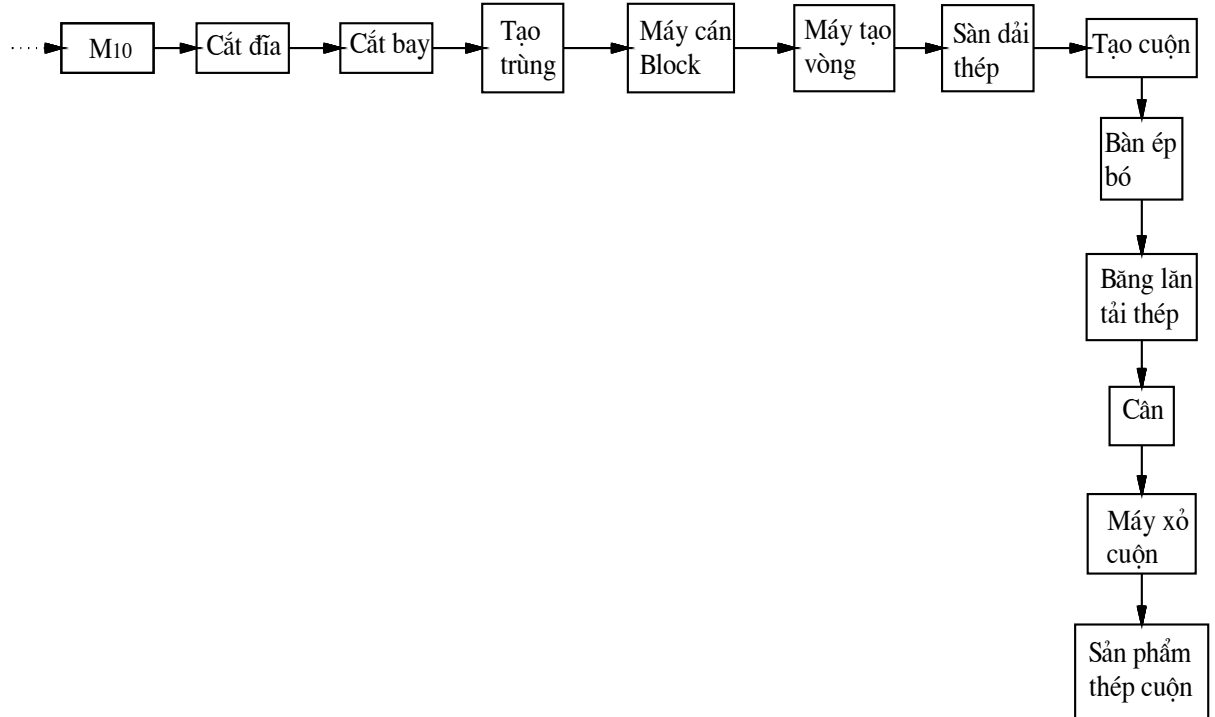 M10
Cắt đĩa
Cắt bay
Tạo
trùng
Máy cán
Block
Máy tạo
vòng
Sàn dải
thép
Tạo cuộn
Bàn ép
bó
Băng lăn
tải thép
Cân
Máy xỏ
cuộn
Sản phẩm
thép cuộn